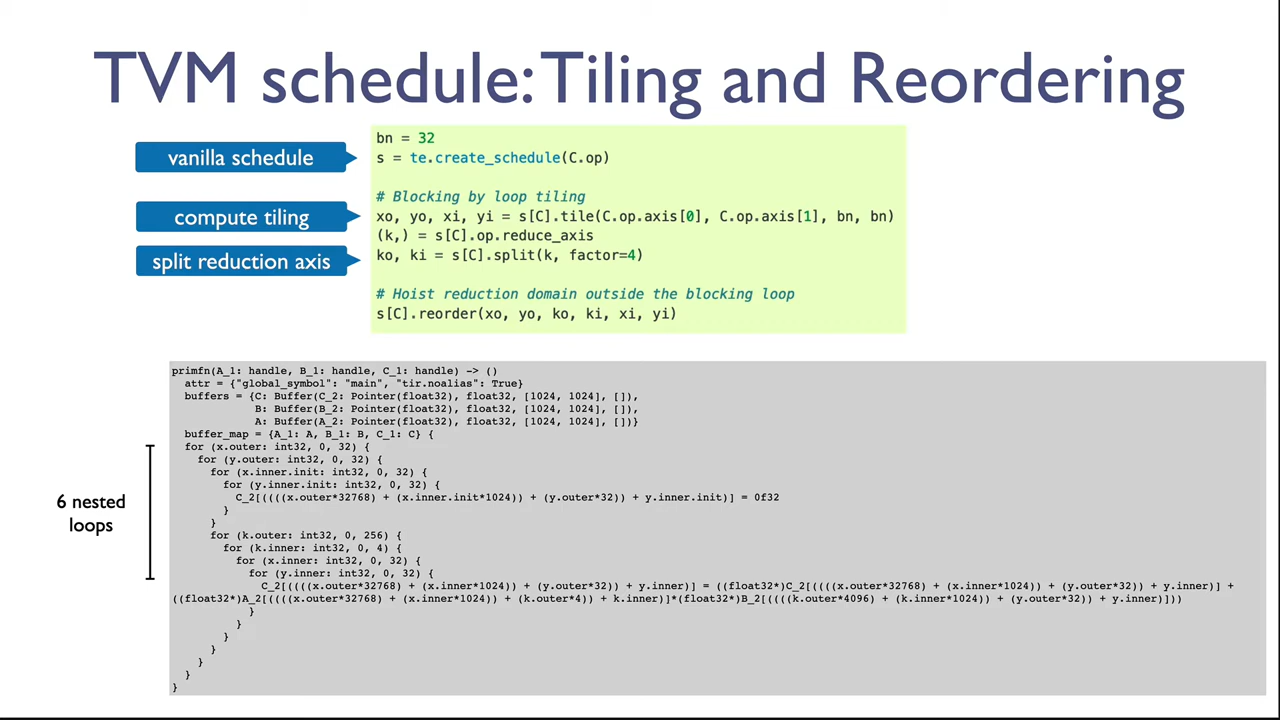 TVM schedule: Tiling and Reordering
vanilla schedule
compute tiling
split reduction axis
bn = 32
s = te.create_schedule(C.op)
# Blocking by loop tiling
xo, yo, xi, yi = s[C].tile(C.op.axis[0], C.op.axis[1], bn, bn)
(k,) = s[C].op.reduce_axis
ko, ki = s[C].split(k, factor=4)
# Hoist reduction domain outside the blocking loop
s[C].reorder(xo, yo, ko, ki, xi, yi)
6 nested
loops
primfn(A_1: handle, B_1: handle, C_1: handle) -> ()
attr = {"global_symbol": "main", "tir.noalias": True}
buffers = {C: Buffer(C_2: Pointer(float32), float32, [1024, 1024], []),
B: Buffer(B_2: Pointer(float32), float32, [1024, 1024], []),
A: Buffer(A_2: Pointer(float32), float32, [1024, 1024], [])}
buffer_map = {A_1: A, B_1: B, C_1: C} {
for (x.outer: int32, 0, 32) {
for (y.outer: int32, 0, 32) {
for (x.inner.init: int32, 0, 32) {
for (y.inner.init: int32, 0, 32) {
C_2[((((x.outer*32768) + (x.inner.init*1024)) + (y.outer*32)) + y.inner.init)] = 0f32
}
}
for (k.outer: int32, 0, 256) {
for (k.inner: int32, 0, 4) {
for (x.inner: int32, 0, 32) {
for (y.inner: int32, 0, 32) {
C_2[((((x.outer*32768) + (x.inner*1024)) + (y.outer*32)) + y.inner)] = ((float32*)C_2[((((x.outer*32768) + (x.inner*1024)) + (y.outer*32)) + y.inner)] +
((float32*)A_2[((((x.outer*32768) + (x.inner*1024)) + (k.outer*4)) + k.inner)]*(float32*)B_2[((((k.outer*4096) + (k.inner*1024)) + (y.outer*32)) + y.inner)]))
}
}
}
}
}
}
}